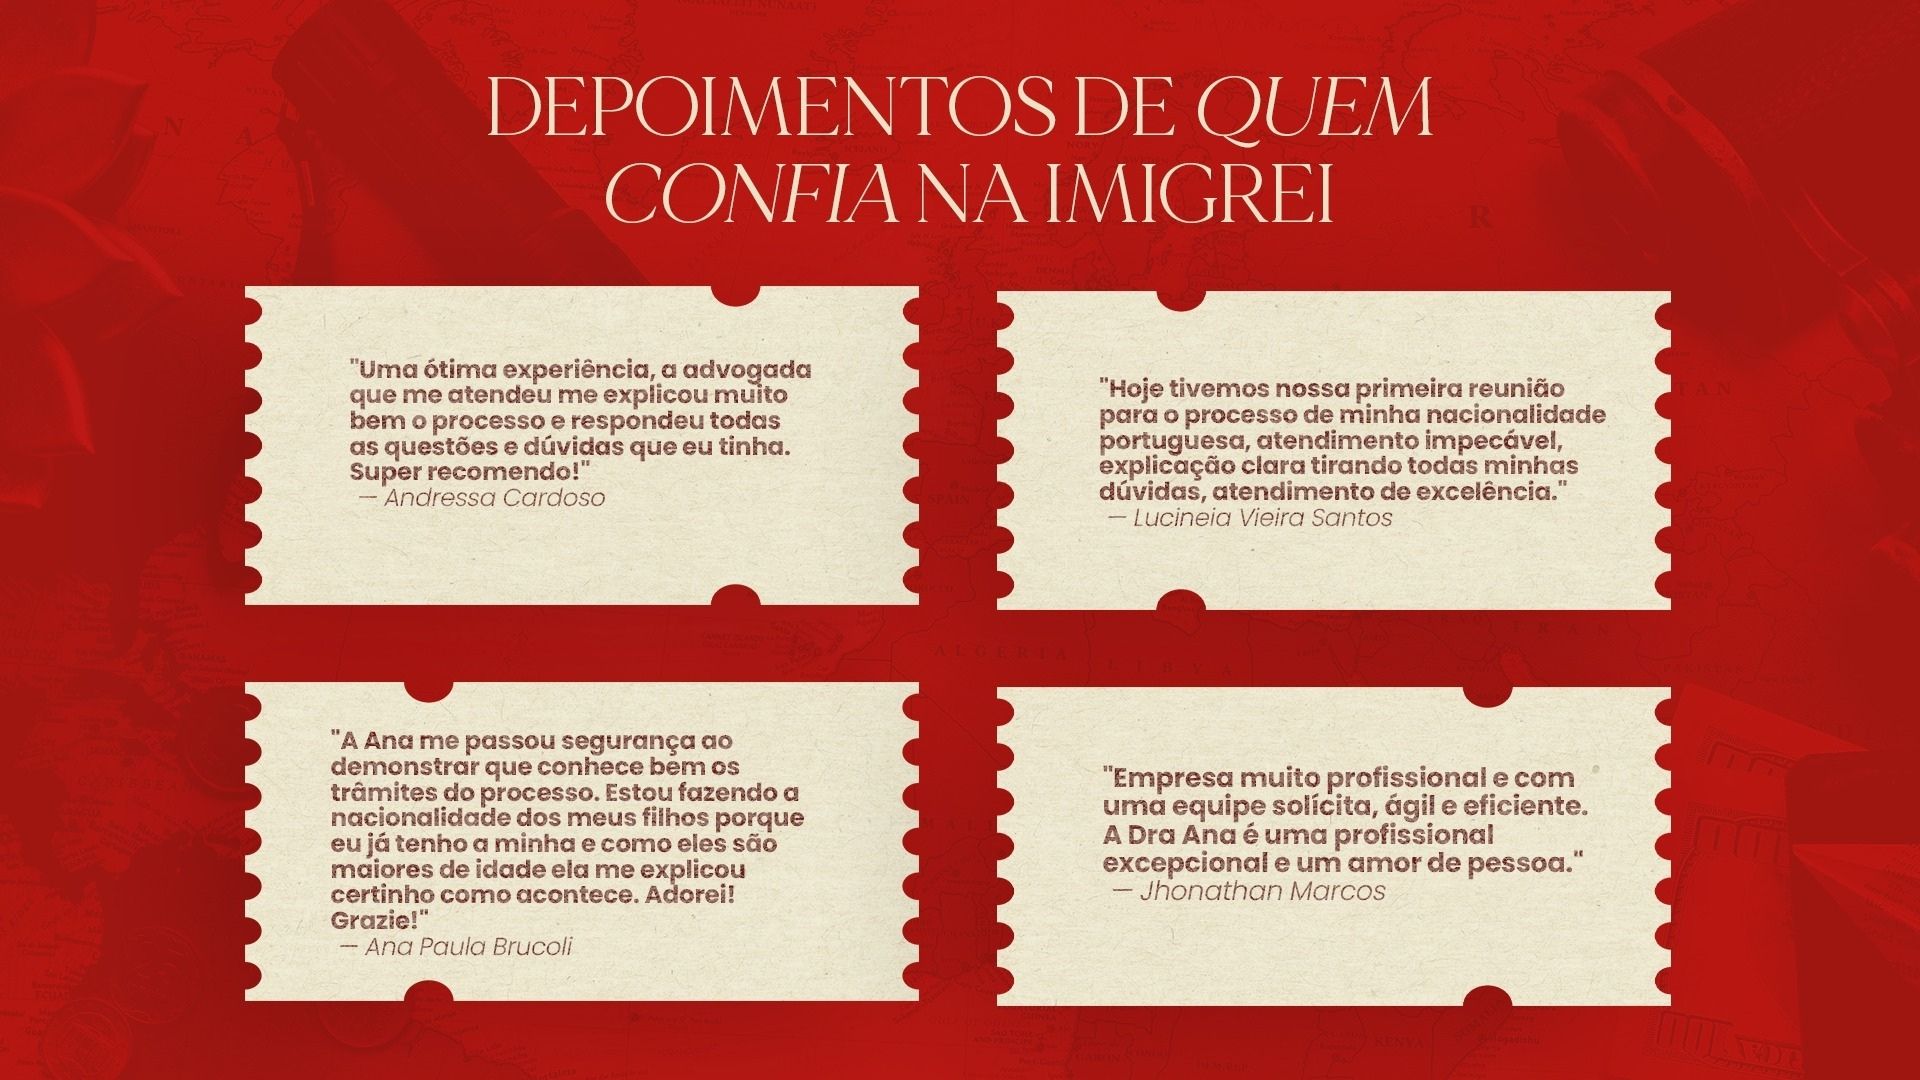 DEPOIMENTOS DE QUEM
CONFIA NA IMIGREI
"Uma ótima experiência, a advogada
que me atendeu me explicou muito
bem o processo e respondeu todas
as questões e dúvidas que eu tinha.
Super recomendo!"
— Andressa Cardoso
"Hoje tivemos nossa primeira reunião
para o processo de minha nacionalidade
portuguesa, atendimento impecável,
explicação clara tirando todas minhas
dúvidas, atendimento de excelência."
— Lucineia Vieira Santos
"A Ana me passou segurança ao
demonstrar que conhece bem os
trâmites do processo. Estou fazendo a
nacionalidade dos meus filhos porque
eu já tenho a minha e como eles são
maiores de idade ela me explicou
certinho como acontece. Adorei!
Grazie!"
— Ana Paula Brucoli
"Empresa muito profissional e com
uma equipe solícita, ágil e eficiente.
A Dra Ana é uma profissional
excepcional e um amor de pessoa."
— Jhonathan Marcos
ALGERIA
LIBYA